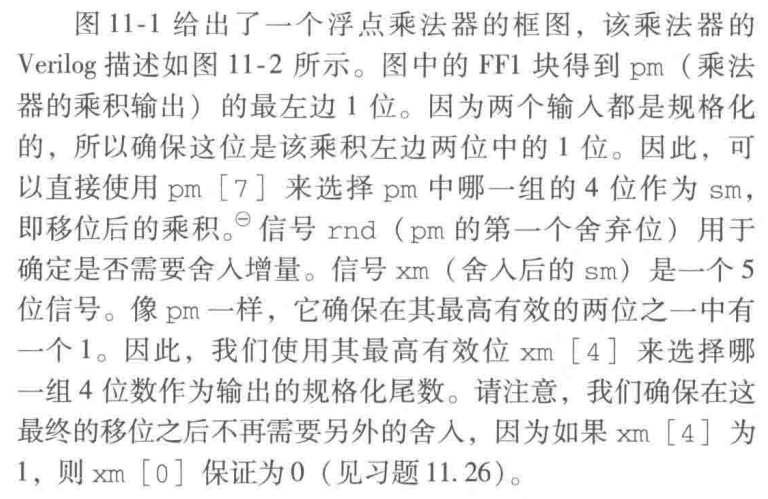 图 11-1 给出了一个浮点乘法器的框图，该乘法器的
Verilog 描述如图 11-2 所示。图中的 FF1 块得到 pm（乘法
器的乘积输出）的最左边 1 位。因为两个输入都是规格化
的，所以确保这位是该乘积左边两位中的 1 位。因此，可
以直接使用 pm［7］来选择 pm 中哪一组的 4 位作为 sm，
即移位后的乘积。㊀信号 rnd（pm 的第一个舍弃位）用于
确定是否需要舍入增量。信号 xm（舍入后的 sm）是一个 5
位信号。像 pm 一样，它确保在其最高有效的两位之一中有
一个1。因此，我们使用其最高有效位 xm［4］来选择哪
一组 4 位数作为输出的规格化尾数。请注意，我们确保在这
最终的移位之后不再需要另外的舍入，因为如果 xm［4］为
1，则 xm［0］保证为0（见习题 11.26）。